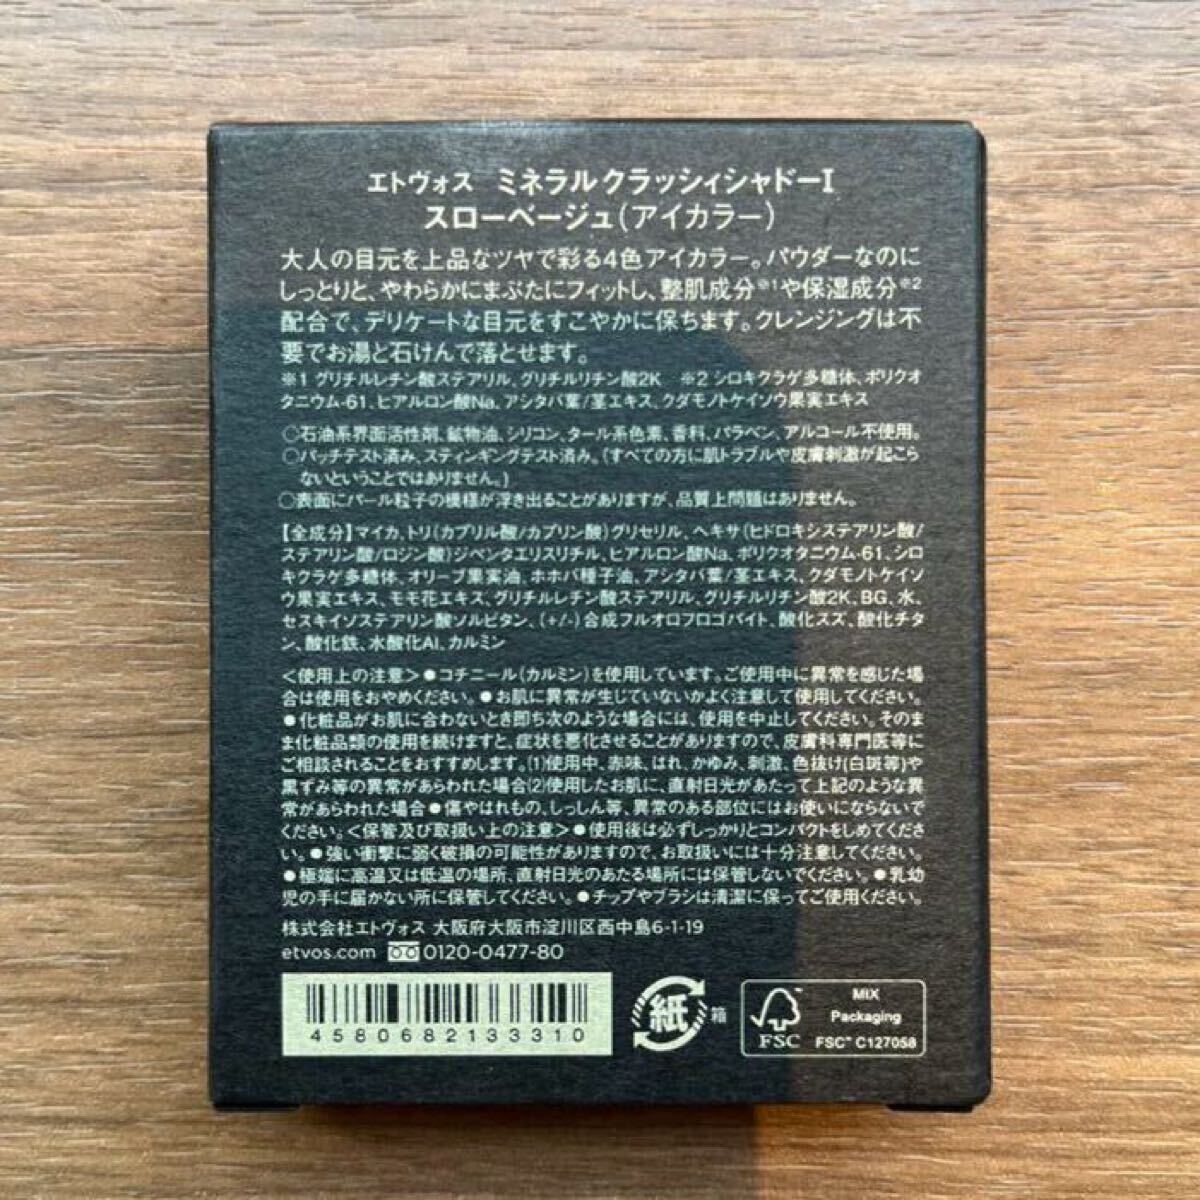 エトヴォス ミネラルクラッシィシャドーI
スローベージュ(アイカラー)
大人の目元を上品なツヤで彩る4色アイカラー。パウダーなのに
しっとりと、やわらかにまぶたにフィットし、整肌成分※1や保湿成分※2
配合で、デリケートな目元をすこやかに保ちます。クレンジングは不
要でお湯と石けんで落とせます。
※1 グリチルレチン酸ステアリル、グリチルリチン酸2K ※2 シロキクラゲ多糖体、ポリクオ
タニウム-61、ヒアルロン酸Na、アシタバ葉/茎エキス、クダモノトケイソウ果実エキス
○石油系界面活性剤、鉱物油、シリコン、タール系色素、香料、パラベン、アルコール不使用。
○パッチテスト済み、スティンギングテスト済み。(すべての方に肌トラブルや皮膚刺激が起こら
ないということではありません。)
○表面にパール粒子の模様が浮き出ることがありますが、品質上問題はありません。
【全成分】マイカ、トリ(カプリル酸/カプリン酸)グリセリル、ヘキサ(ヒドロキシステアリン酸/
ステアリン酸/ロジン酸)ジペンタエリスリチル、ヒアルロン酸Na、ポリクオタニウム-61、シロ
キクラゲ多糖体、オリーブ果実油、ホホバ種子油、アシタバ葉/茎エキス、クダモノトケイソ
ウ果実エキス、モモ花エキス、グリチルレチン酸ステアリル、グリチルリチン酸2K、BG、水、
セスキイソステアリン酸ソルビタン、(+/-)合成フルオロフロゴパイト、酸化スズ、酸化チタ
ン、酸化鉄、水酸化Al、カルミン
<使用上の注意>●コチニール(カルミン)を使用しています。ご使用中に異常を感じた場
合は使用をおやめください。●お肌に異常が生じていないかよく注意して使用してください。
●化粧品がお肌に合わないとき即ち次のような場合には、使用を中止してください。そのま
ま化粧品類の使用を続けますと、症状を悪化させることがありますので、皮膚科専門医等に
ご相談されることをおすすめします。(1)使用中、赤味、はれ、かゆみ、刺激、色抜け(白斑等)や
黒ずみ等の異常があらわれた場合(2)使用したお肌に、直射日光があたって上記のような異
常があらわれた場合●傷やはれもの、しっしん等、異常のある部位にはお使いにならないで
ください。<保管及び取扱い上の注意>●使用後は必ずしっかりとコンパクトをしめてくださ
い。●強い衝撃に弱く破損の可能性がありますので、お取扱いには十分注意してください。
●極端に高温又は低温の場所、直射日光のあたる場所には保管しないでください。●乳幼
児の手に届かない所に保管してください。●チップやブラシは清潔に保ってご使用ください。
株式会社エトヴォス 大阪府大阪市淀川区西中島6-1-19
etvos.com 0120-0477-80
4580682133310
紙
箱
FSC
MIX
Packaging
FSC™ C127058